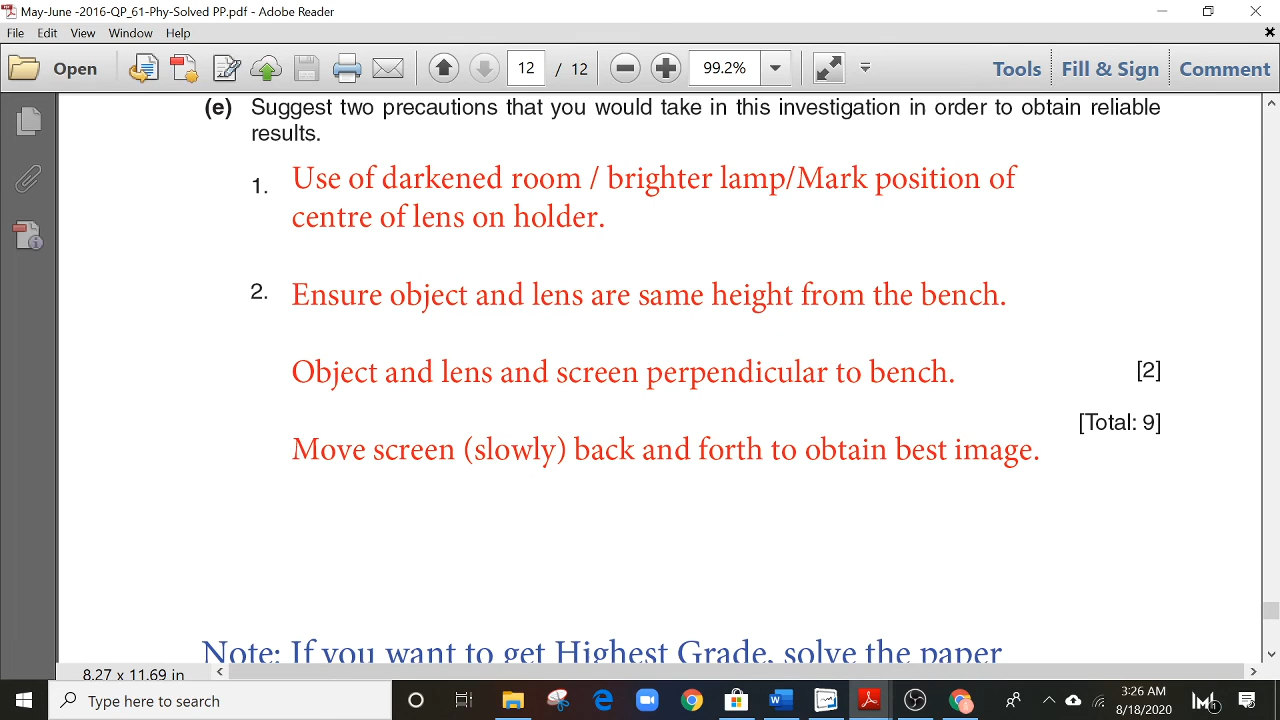 May-June -2016-QP_61-Phy-Solved PP.pdf - Adobe Reader
File Edit View Window Help
Open 12 / 12 99.2% Tools Fill & Sign Comment
(e) Suggest two precautions that you would take in this investigation in order to obtain reliable
results.
1. Use of darkened room / brighter lamp/Mark position of
centre of lens on holder.
2. Ensure object and lens are same height from the bench.
Object and lens and screen perpendicular to bench.
[2]
[Total: 9]
Move screen (slowly) back and forth to obtain best image.
Note: If you want to get Highest Grade, solve the paper
8.27 x 11.69 in
Type here to search
3:26 AM
8/18/2020